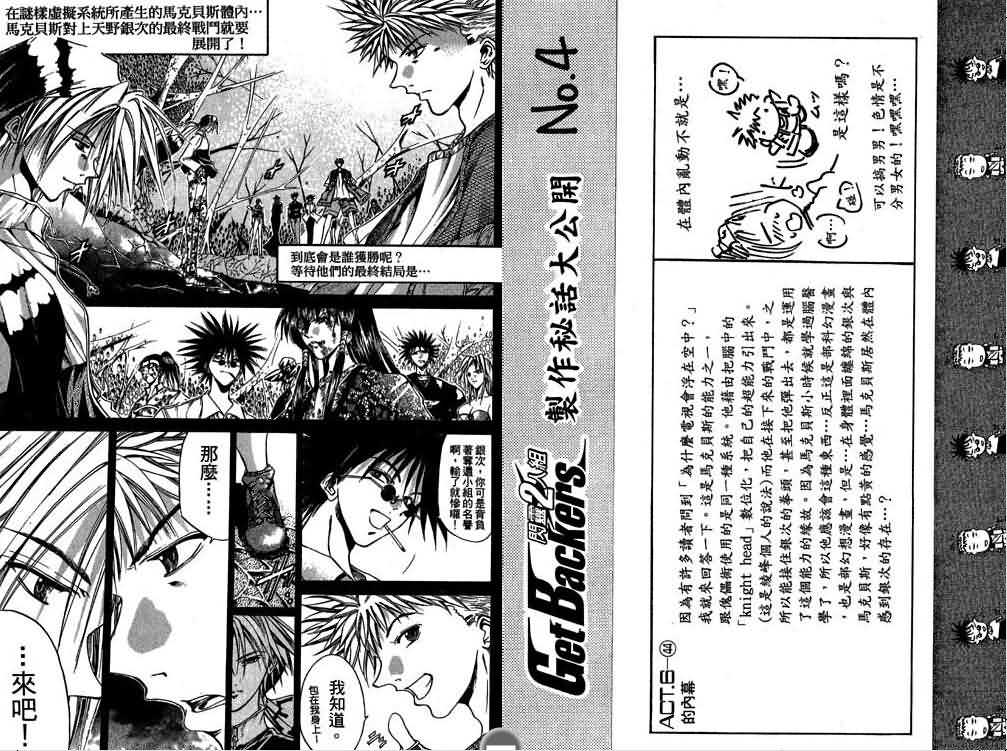 ACT.6-㊹
的內幕
因為有許多讀者問到「為什麼電視會浮在空中？」
我就來回答一下。這是馬克貝斯的能力之一，
跟傀儡術使用的是同一種系統。他藉由把腦中的
「knight head」數位化，把自己的超能力引出來。
(這是綾峰個人的說法)而他在接下來的戰鬥中，之
所以能接住銀次的拳頭，甚至把他彈出去，都是運用
了這個能力的緣故。因為馬克貝斯小時候就學過腦醫
學了，所以他應該會這種東西…反正這是部科幻漫畫
，也是部幻想漫畫，但是…在身體裡面纏綿的銀次與
馬克貝斯，好像有點黃的感覺…馬克貝斯居然在體內
感到銀次的存在…？
在體內亂動不就是…
嘿！
ムッ
(啊…
是這樣嗎？
可以搞男男！色情是不
分男女的！嘿嘿嘿…
閃靈2人組
GetBackers
製作秘話大公開 No.4
在謎樣虛擬系統所產生的馬克貝斯體內…
馬克貝斯對上天野銀次的最終戰鬥就要
展開了！
到底會是誰獲勝呢？
等待他們的最終結局是…
銀次，你可是背負
著奪還小組的名譽
啊，輸了就慘囉！
我知道。
包在我身上～
那麼……
…來吧！